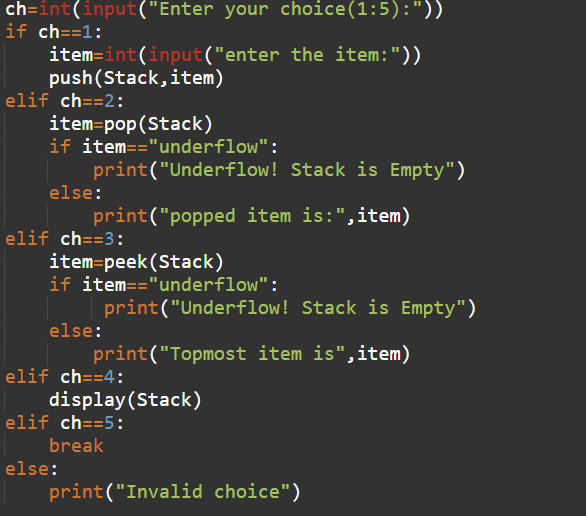 ch=int(input("Enter your choice(1:5):"))
if ch==1:
    item=int(input("enter the item:"))
    push(Stack,item)
elif ch==2:
    item=pop(Stack)
    if item=="underflow":
        print("Underflow! Stack is Empty")
    else:
        print("popped item is:",item)
elif ch==3:
    item=peek(Stack)
    if item=="underflow":
         print("Underflow! Stack is Empty")
    else:
        print("Topmost item is",item)
elif ch==4:
    display(Stack)
elif ch==5:
    break
else:
    print("Invalid choice")